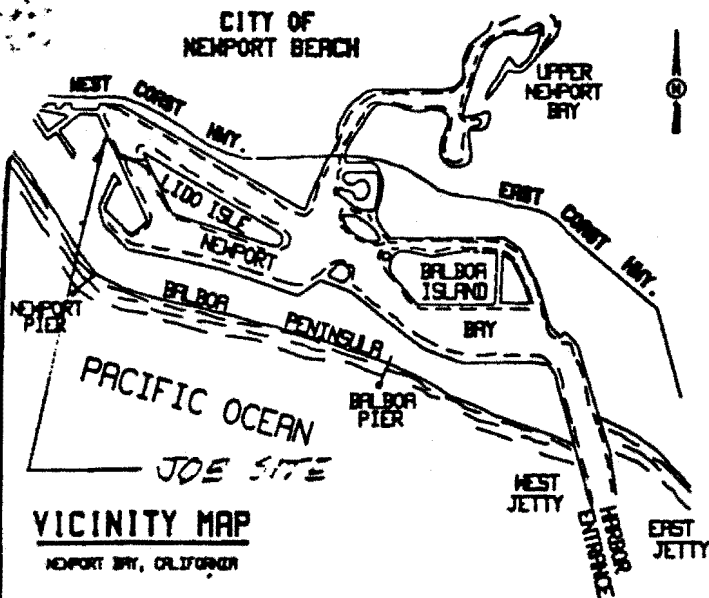 CITY OF
NEWPORT BEACH
WEST COAST HWY.
UPPER
NEWPORT
BAY
N
LIDO ISLE
EAST COAST HWY.
NEWPORT
BALBOA
ISLAND
BAY
NEWPORT
PIER
BALBOA PENINSULA
BALBOA
PIER
PACIFIC OCEAN
JOE SITE
WEST
JETTY
HARBOR
ENTRANCE
EAST
JETTY
VICINITY MAP
NEWPORT BAY, CALIFORNIA